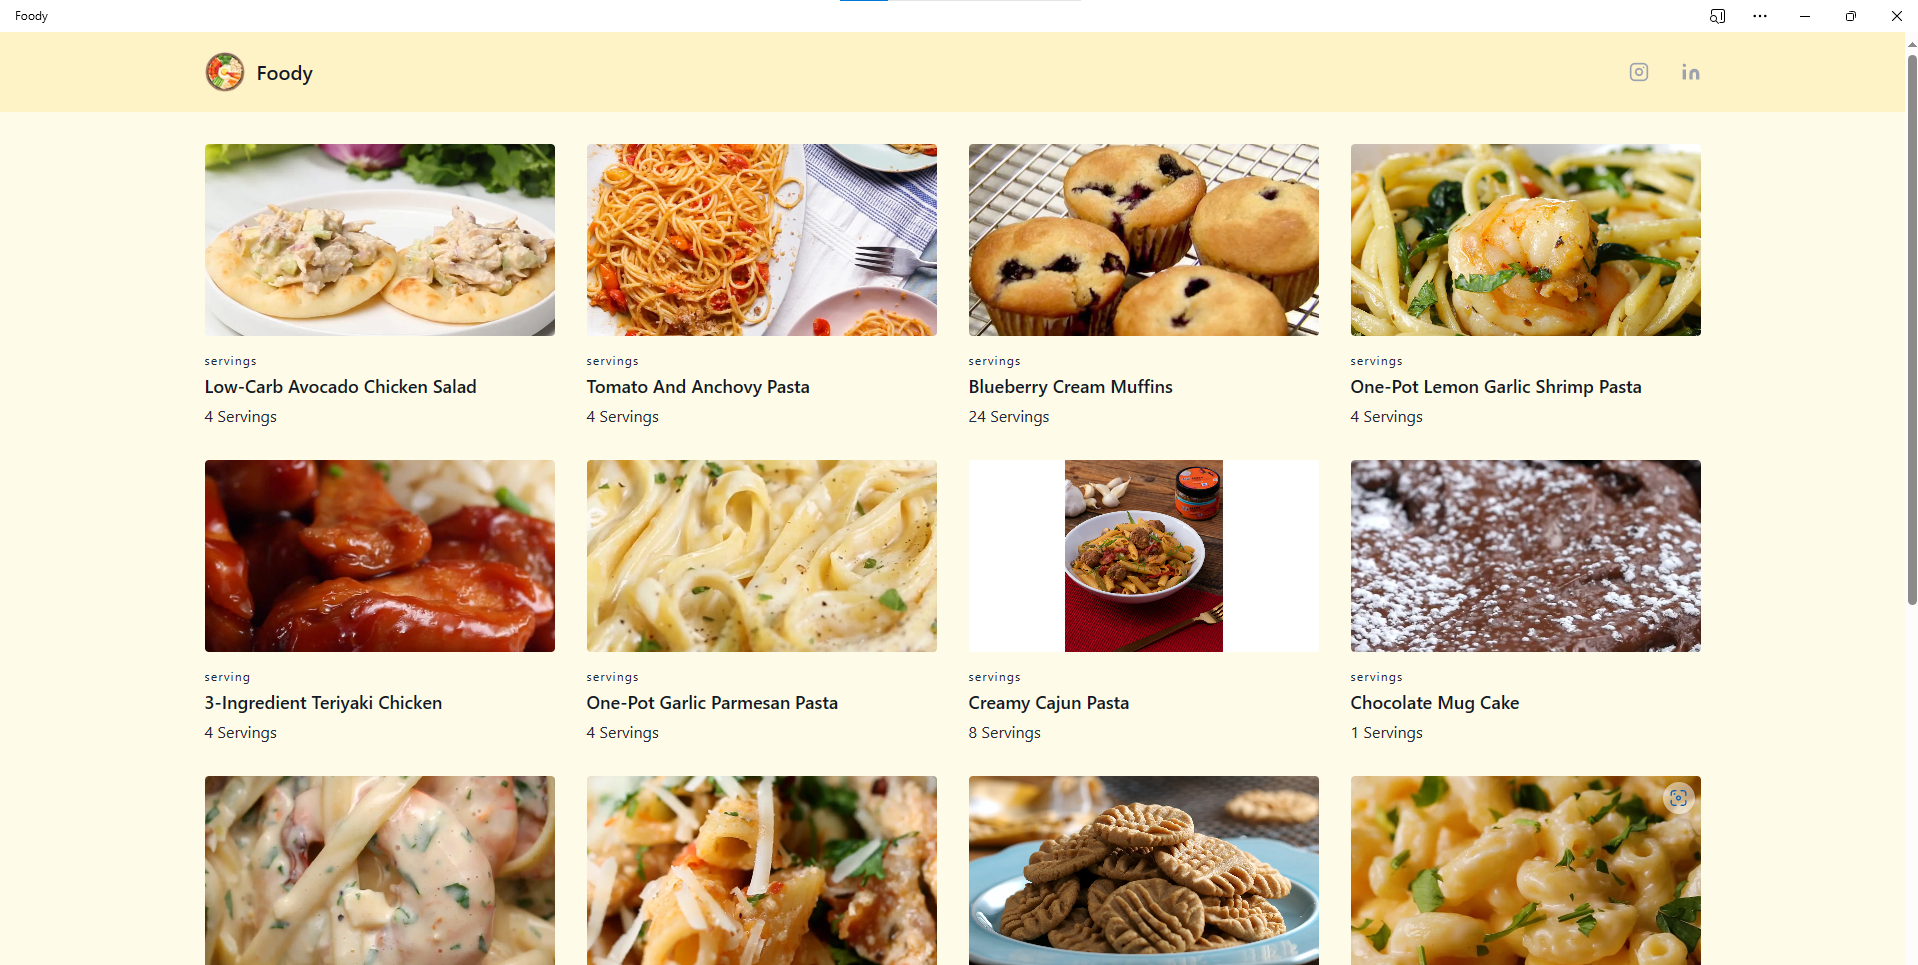 Foody
Foody
servings
Low-Carb Avocado Chicken Salad
4 Servings
servings
Tomato And Anchovy Pasta
4 Servings
servings
Blueberry Cream Muffins
24 Servings
servings
One-Pot Lemon Garlic Shrimp Pasta
4 Servings
serving
3-Ingredient Teriyaki Chicken
4 Servings
servings
One-Pot Garlic Parmesan Pasta
4 Servings
servings
Creamy Cajun Pasta
8 Servings
servings
Chocolate Mug Cake
1 Servings